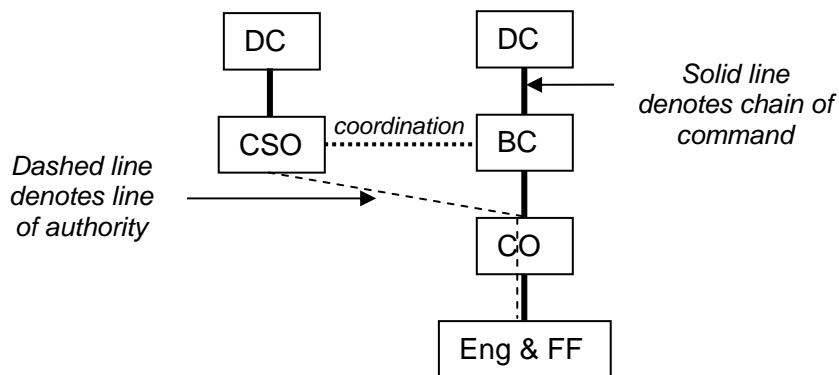 DC
DC
Solid line
denotes chain of
command
coordination
CSO
BC
Dashed line
denotes line
of authority
CO
Eng & FF